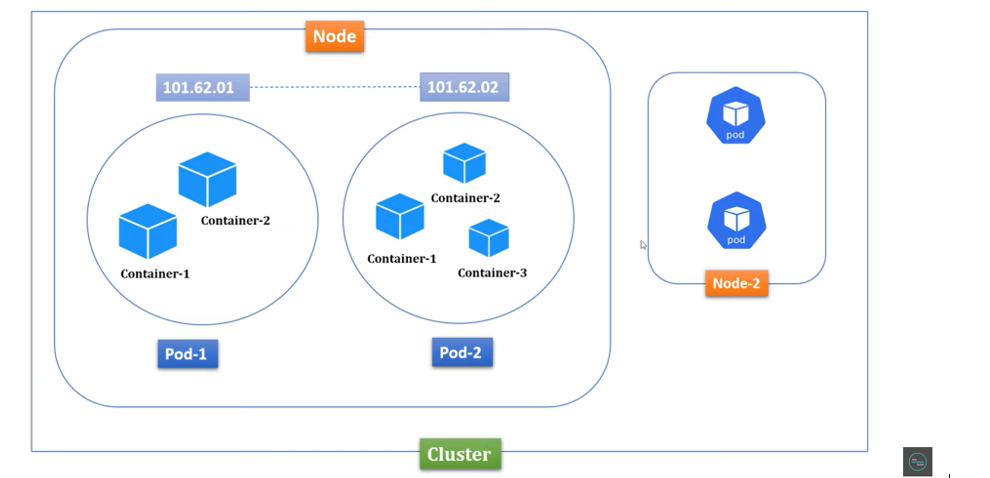 Node
101.62.01
101.62.02
Container-2
Container-1
Container-2
Container-1
Container-3
Pod-1
Pod-2
pod
pod
Node-2
Cluster